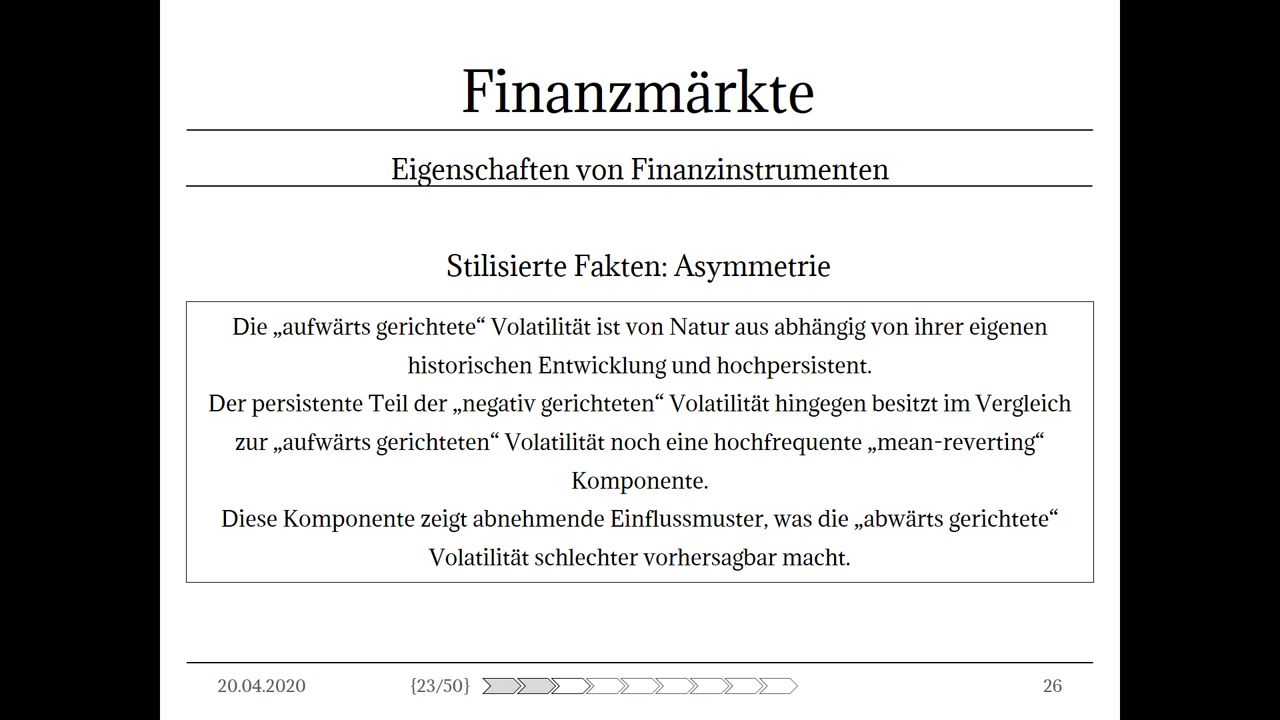 Finanzmärkte
Eigenschaften von Finanzinstrumenten
Stilisierte Fakten: Asymmetrie
Die „aufwärts gerichtete“ Volatilität ist von Natur aus abhängig von ihrer eigenen
historischen Entwicklung und hochpersistent.
Der persistente Teil der „negativ gerichteten“ Volatilität hingegen besitzt im Vergleich
zur „aufwärts gerichteten“ Volatilität noch eine hochfrequente „mean-reverting“
Komponente.
Diese Komponente zeigt abnehmende Einflussmuster, was die „abwärts gerichtete“
Volatilität schlechter vorhersagbar macht.
20.04.2020 {23/50} 26